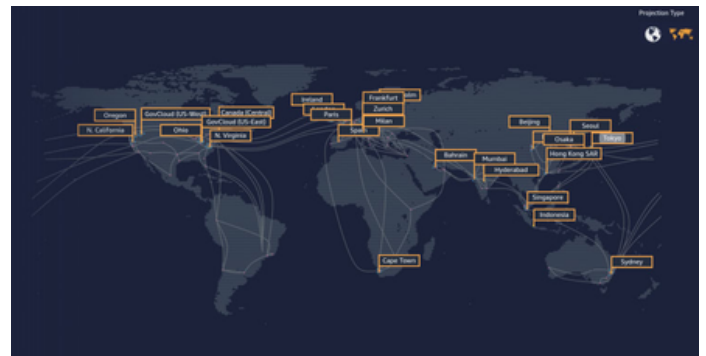 Projection Type
Ireland
Frankfurt
Oregon
GovCloud (US-West)
Canada (Central)
Paris
Zurich
GovCloud (US-East)
Milan
Beijing
Seoul
N. California
Ohio
N. Virginia
Spain
Osaka
Tokyo
Bahrain
Mumbai
Hong Kong SAR
Hyderabad
Singapore
Indonesia
Cape Town
Sydney